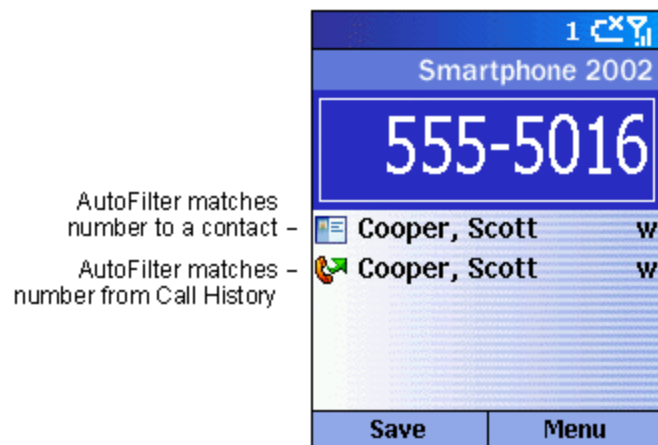 1
Smartphone 2002
555-5016
AutoFilter matches
number to a contact –
Cooper, Scott w
AutoFilter matches –
number from Call History
Cooper, Scott w
Save Menu